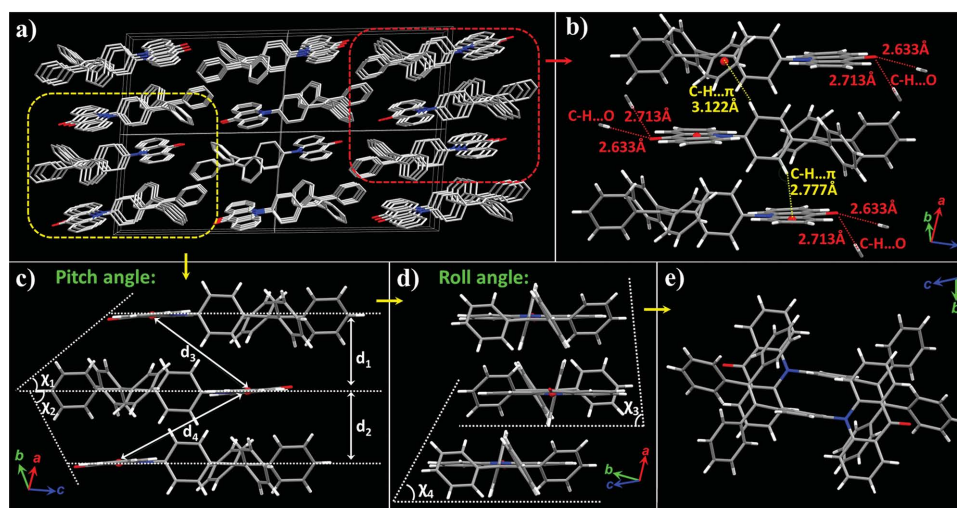 a)
b)
2.633Å
2.713Å
C-H...O
C-H...π
3.122Å
C-H...O
2.713Å
2.633Å
C-H...π
2.777Å
2.633Å
2.713Å
C-H...O
b
a
c)
Pitch angle:
d₁
d₃
χ₁
χ₂
d₂
d₄
b
a
c
d)
Roll angle:
χ₃
χ₄
b
a
c
e)
c
b